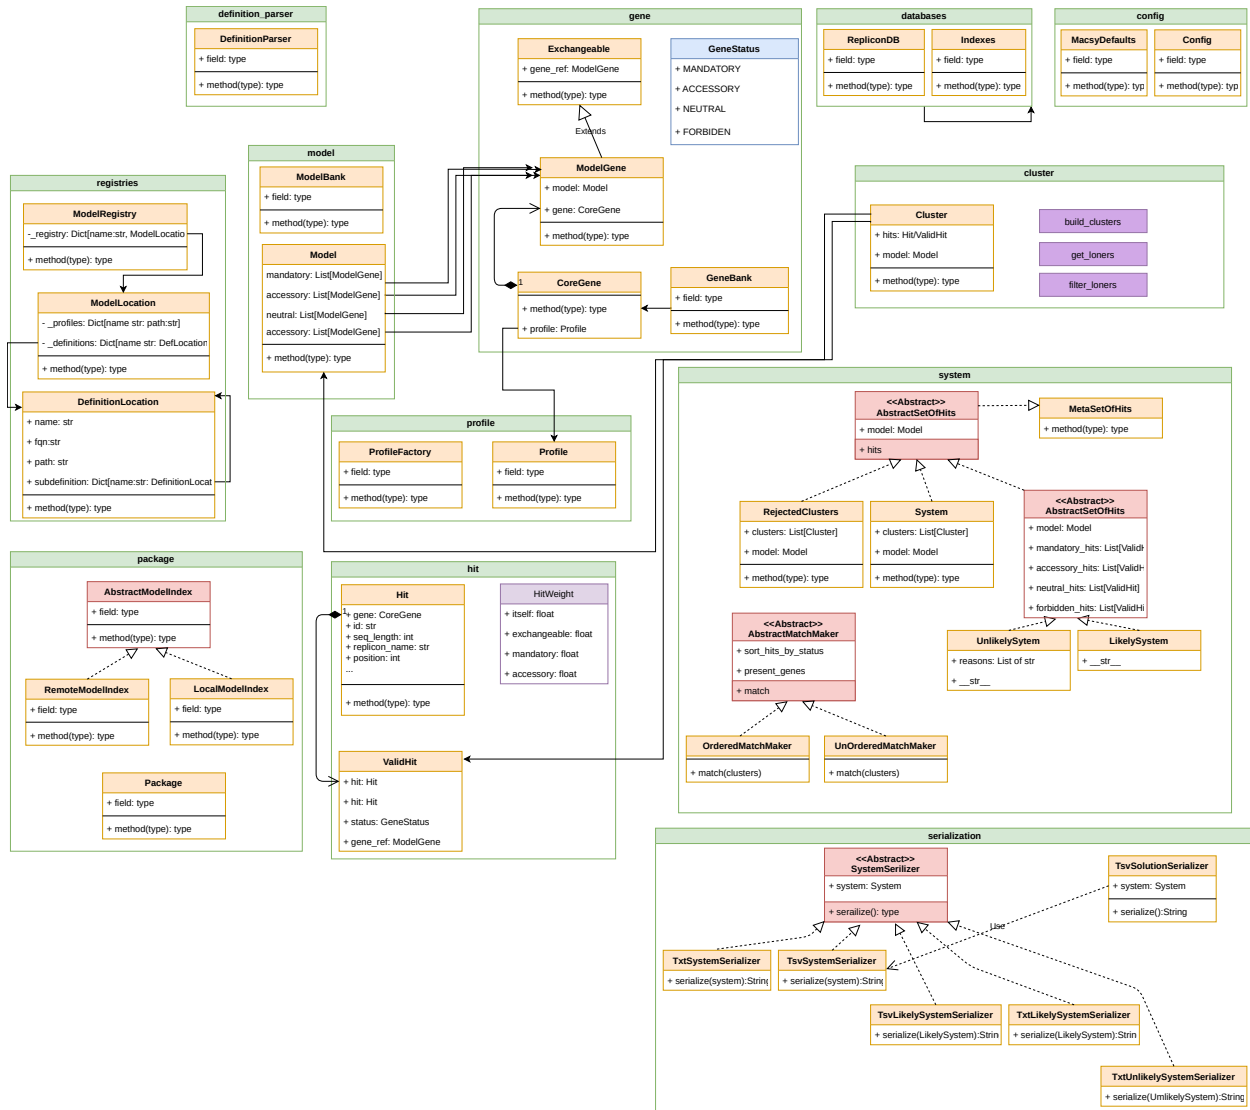 definition_parser
DefinitionParser
+ field: type
+ method(type): type
gene
Exchangeable
+ gene_ref: ModelGene
+ method(type): type
GeneStatus
+ MANDATORY
+ ACCESSORY
+ NEUTRAL
+ FORBIDEN
Extends
ModelGene
+ model: Model
+ gene: CoreGene
+ method(type): type
1
CoreGene
+ method(type): type
+ profile: Profile
GeneBank
+ field: type
+ method(type): type
databases
RepliconDB
+ field: type
+ method(type): type
Indexes
+ field: type
+ method(type): type
config
MacsyDefaults
+ field: type
+ method(type): typ
Config
+ field: type
+ method(type): typ
model
ModelBank
+ field: type
+ method(type): type
Model
mandatory: List[ModelGene]
accessory: List[ModelGene]
neutral: List[ModelGene]
accessory: List[ModelGene]
+ method(type): type
registries
ModelRegistry
-_registry: Dict[name:str, ModelLocatio
+ method(type): type
ModelLocation
- _profiles: Dict[name str: path:str]
- _definitions: Dict[name str: DefLocation
+ method(type): type
DefinitionLocation
+ name: str
+ fqn:str
+ path: str
+ subdefinition: Dict[name:str: DefinitionLocat
+ method(type): type
cluster
Cluster
+ hits: Hit/ValidHit
+ model: Model
+ method(type): type
build_clusters
get_loners
filter_loners
profile
ProfileFactory
+ field: type
+ method(type): type
Profile
+ field: type
+ method(type): type
system
<<Abstract>>
AbstractSetOfHits
+ model: Model
+ hits
MetaSetOfHits
+ method(type): type
RejectedClusters
+ clusters: List[Cluster]
+ model: Model
+ method(type): type
System
+ clusters: List[Cluster]
+ model: Model
+ method(type): type
<<Abstract>>
AbstractSetOfHits
+ model: Model
+ mandatory_hits: List[ValidH
+ accessory_hits: List[ValidH
+ neutral_hits: List[ValidHit]
+ forbidden_hits: List[ValidHi
UnlikelySytem
+ reasons: List of str
+ __str__
LikelySystem
+ __str__
<<Abstract>>
AbstractMatchMaker
+ sort_hits_by_status
+ present_genes
+ match
OrderedMatchMaker
+ match(clusters)
UnOrderedMatchMaker
+ match(clusters)
package
AbstractModelIndex
+ field: type
+ method(type): type
RemoteModelIndex
+ field: type
+ method(type): type
LocalModelIndex
+ field: type
+ method(type): type
Package
+ field: type
+ method(type): type
hit
Hit
1
+ gene: CoreGene
+ id: str
+ seq_length: int
+ replicon_name: str
+ position: int
...
+ method(type): type
HitWeight
+ itself: float
+ exchangeable: float
+ mandatory: float
+ accessory: float
ValidHit
+ hit: Hit
+ hit: Hit
+ status: GeneStatus
+ gene_ref: ModelGene
serialization
<<Abstract>>
SystemSerilizer
+ system: System
+ serailize(): type
TsvSolutionSerializer
+ system: System
+ serialize():String
Use
TxtSystemSerializer
+ serialize(system):String
TsvSystemSerializer
+ serialize(system):String
TsvLikelySystemSerializer
+ serialize(LikelySystem):Strin
TxtLikelySystemSerializer
+ serialize(LikelySystem):Strin
TxtUnlikelySystemSerializer
+ serialize(UmlikelySystem):String